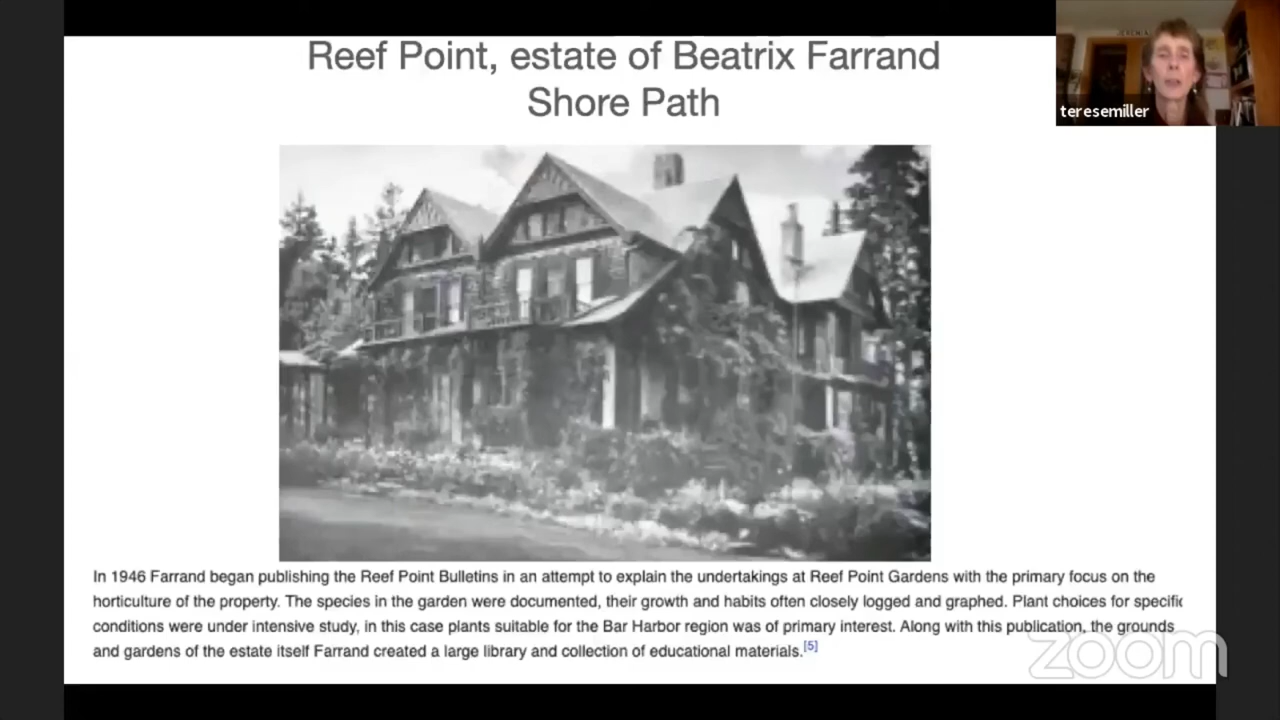 Reef Point, estate of Beatrix Farrand
Shore Path
teresemiller
In 1946 Farrand began publishing the Reef Point Bulletins in an attempt to explain the undertakings at Reef Point Gardens with the primary focus on the
horticulture of the property. The species in the garden were documented, their growth and habits often closely logged and graphed. Plant choices for specific
conditions were under intensive study, in this case plants suitable for the Bar Harbor region was of primary interest. Along with this publication, the grounds
and gardens of the estate itself Farrand created a large library and collection of educational materials.[5]
zoom